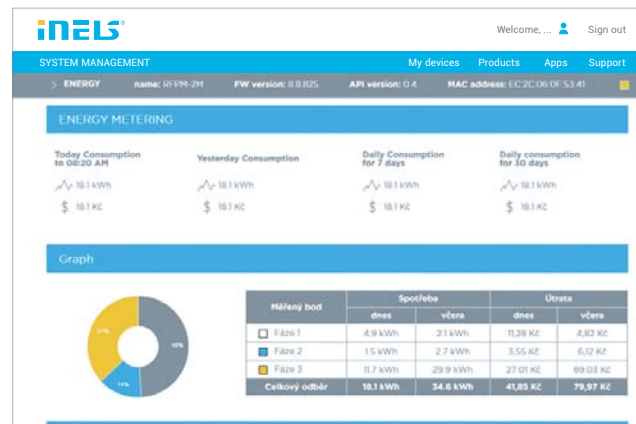 iNELS
Welcome, ... Sign out
SYSTEM MANAGEMENT My devices Products Apps Support
> ENERGY name: RFPM-2M FW version: 8.8.825 API version: 0.4 MAC address: EC:2C:06:0F:53:41
ENERGY METERING
Today Consumption to 08:20 AM Yesterday Consumption Daily Consumption for 7 days Daily consumption for 30 days
18.1 kWh 18.1 kWh 18.1 kWh 18.1 kWh
$ 18.1 Kč $ 18.1 Kč $ 18.1 Kč $ 18.1 Kč
Graph
Měřený bod Spotřeba Útrata
dnes včera dnes včera
Fáze 1 4.9 kWh 2.1 kWh 11,28 Kč 4,82 Kč
Fáze 2 1.5 kWh 2.7 kWh 3,55 Kč 6,12 Kč
Fáze 3 11.7 kWh 29.9 kWh 27.01 Kč 69.03 Kč
Celkový odběr 18.1 kWh 34.6 kWh 41,85 Kč 79,97 Kč
14%